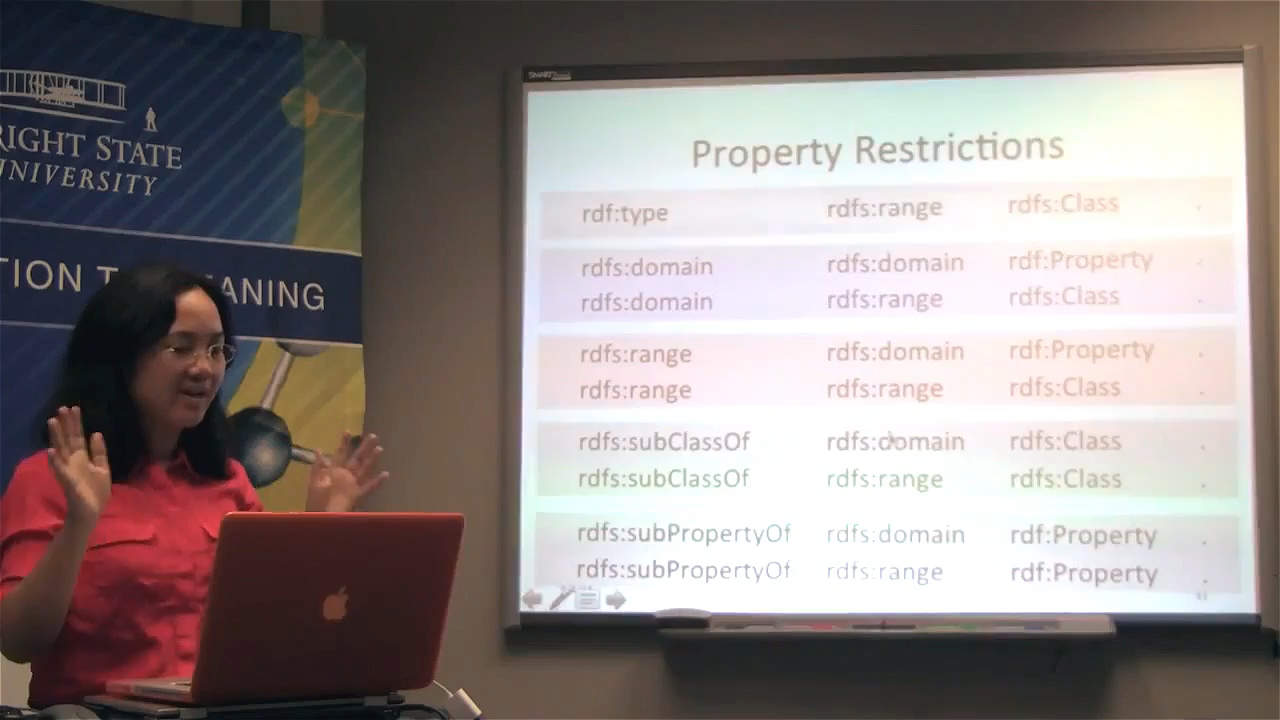 RIGHT STATE
UNIVERSITY
TION T
ANING
SMART
Property Restrictions
rdf:type rdfs:range rdfs:Class .
rdfs:domain rdfs:domain rdf:Property .
rdfs:domain rdfs:range rdfs:Class .
rdfs:range rdfs:domain rdf:Property .
rdfs:range rdfs:range rdfs:Class .
rdfs:subClassOf rdfs:domain rdfs:Class .
rdfs:subClassOf rdfs:range rdfs:Class .
rdfs:subPropertyOf rdfs:domain rdf:Property .
rdfs:subPropertyOf rdfs:range rdf:Property .